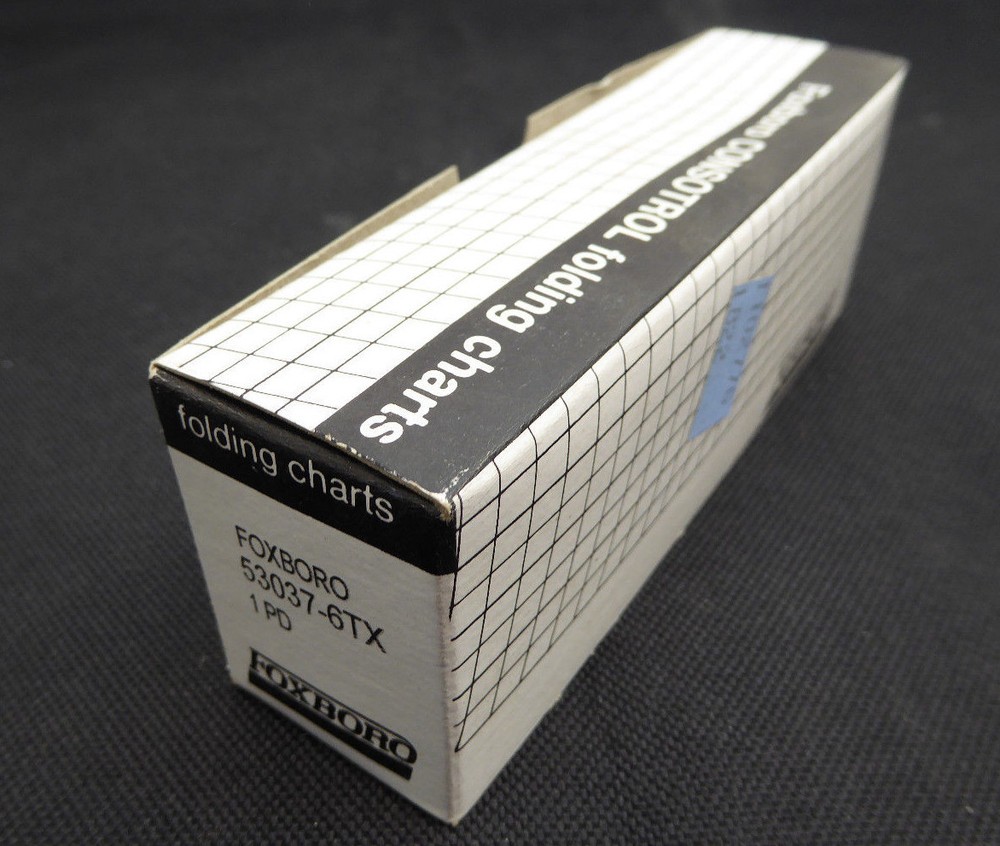 Foxboro CONSOTROL folding charts
folding charts
FOXBORO
53037-6TX
1 PD
FOXBORO